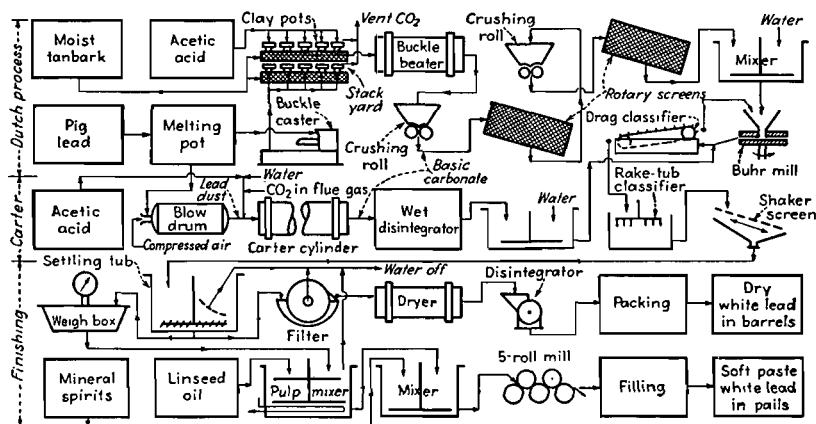 Dutch process
Moist
tanbark
Acetic
acid
Clay pots
Vent CO2
Buckle
beater
Stack
yard
Buckle
caster
Crushing
roll
Crushing
roll
Rotary screens
Water
Mixer
Drag classifier
Buhr mill
Pig
lead
Melting
pot
Carter
Acetic
acid
Lead
dust
Water
CO2 in flue gas
Blow
drum
Compressed air
Carter cylinder
Basic
carbonate
Wet
disintegrator
Water
Rake-tub
classifier
Shaker
screen
Finishing
Settling tub
Weigh box
Water off
Filter
Dryer
Disintegrator
Packing
Dry
white lead
in barrels
Mineral
spirits
Linseed
oil
Pulp mixer
Mixer
5-roll mill
Filling
Soft paste
white lead
in pails